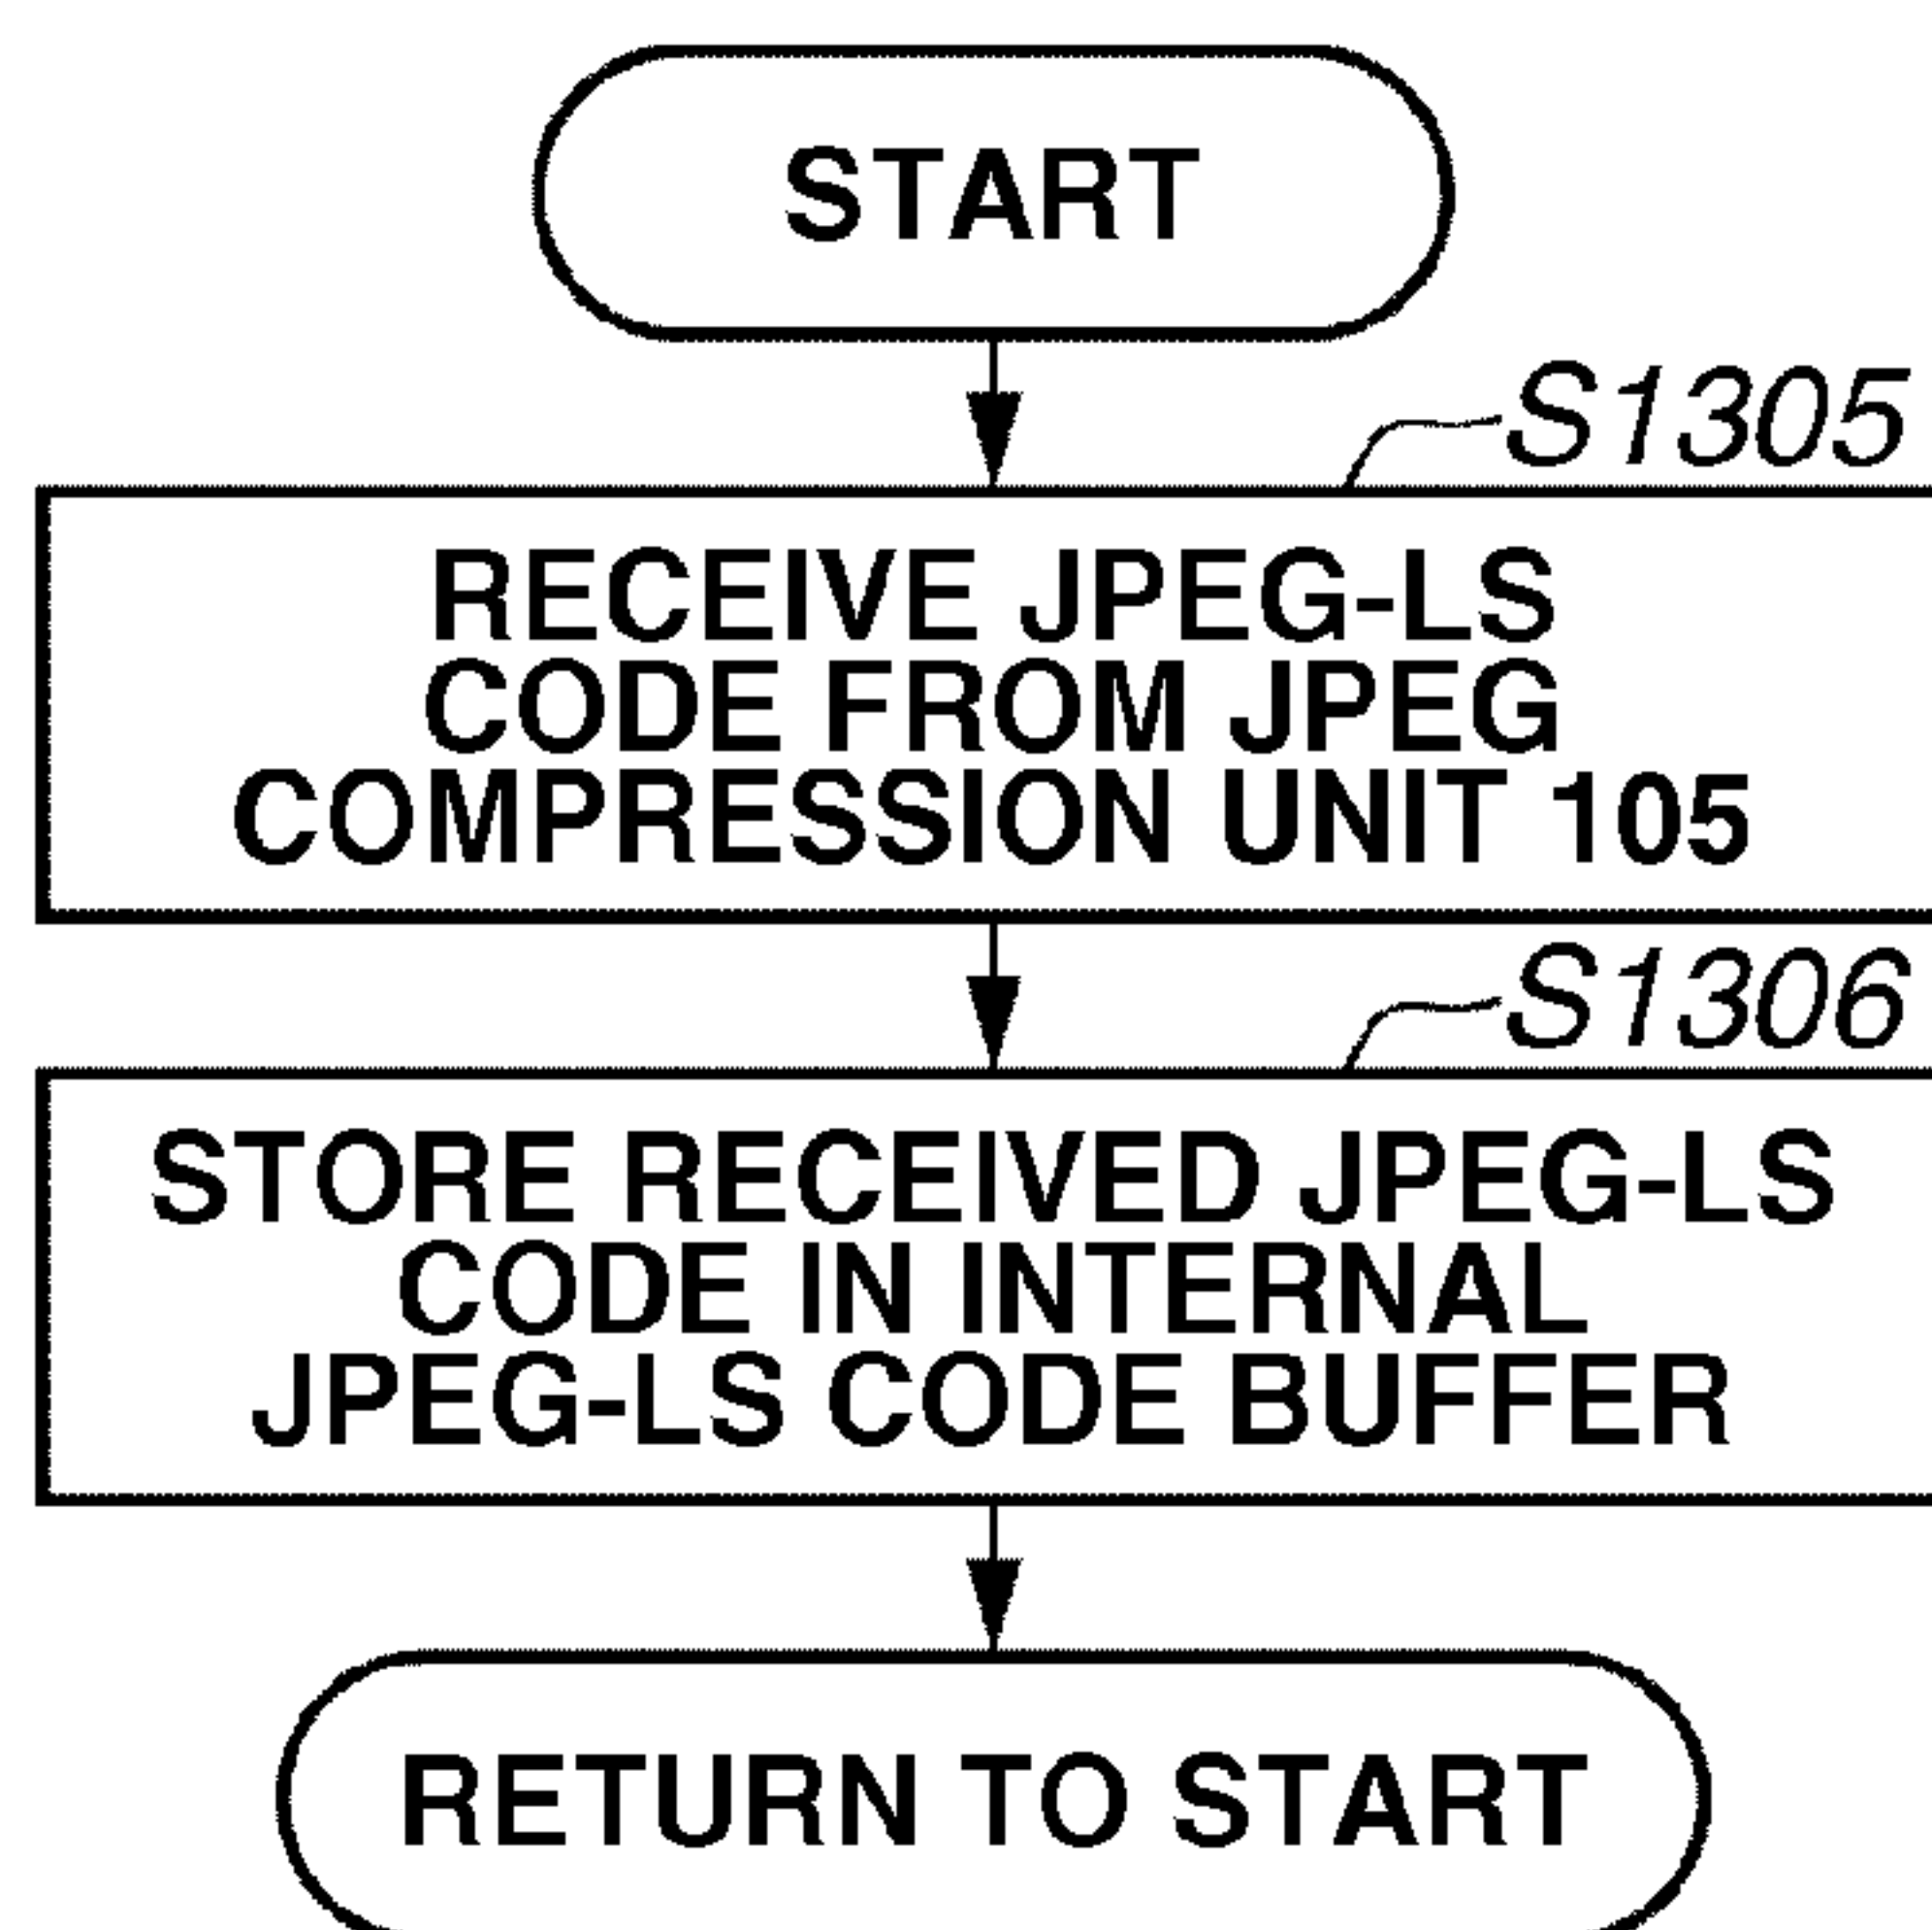 START
S1305
RECEIVE JPEG-LS
CODE FROM JPEG
COMPRESSION UNIT 105
S1306
STORE RECEIVED JPEG-LS
CODE IN INTERNAL
JPEG-LS CODE BUFFER
RETURN TO START